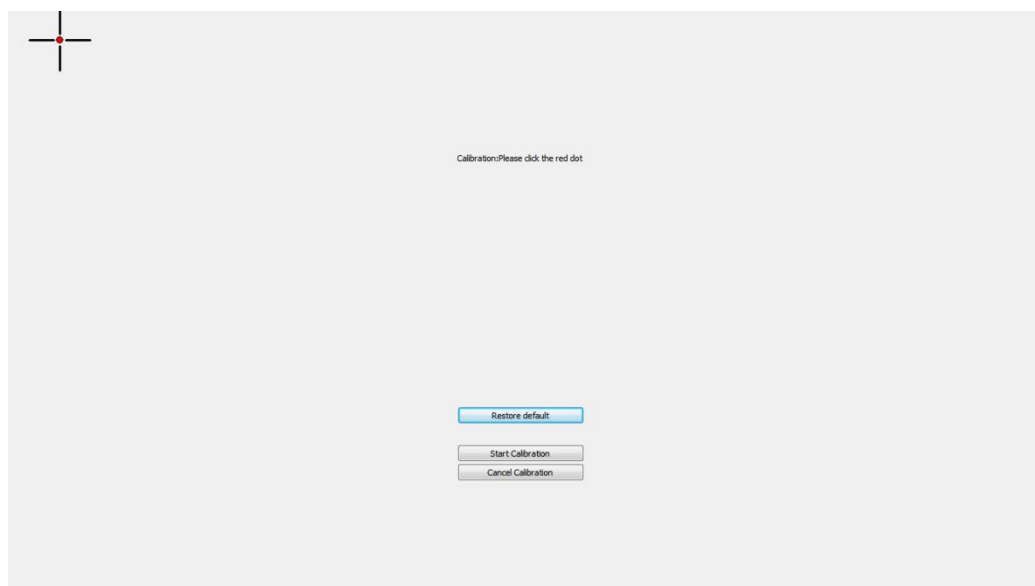 Calibration:Please click the red dot
Restore default
Start Calibration
Cancel Calibration